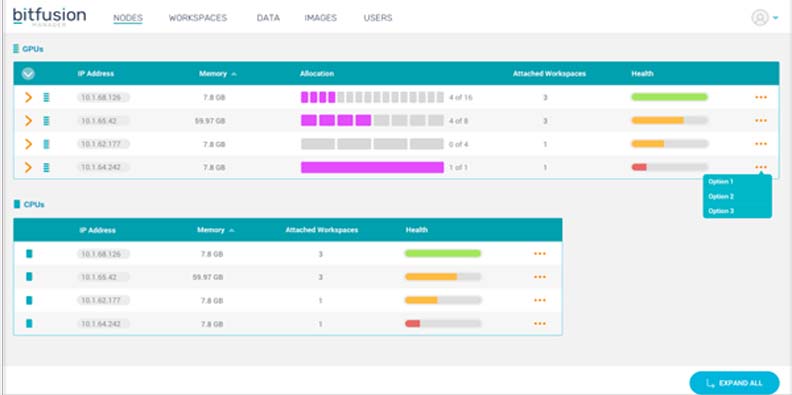 bitfusion
MANAGER
NODES WORKSPACES DATA IMAGES USERS
GPUs
IP Address Memory Allocation Attached Workspaces Health
10.1.68.126 7.8 GB 4 of 16 3
10.1.65.42 59.97 GB 4 of 8 3
10.1.62.177 7.8 GB 0 of 4 1
10.1.64.242 7.8 GB 1 of 1 1
Option 1
Option 2
Option 3
CPUs
IP Address Memory Attached Workspaces Health
10.1.68.126 7.8 GB 3
10.1.65.42 59.97 GB 3
10.1.62.177 7.8 GB 1
10.1.64.242 7.8 GB 1
EXPAND ALL